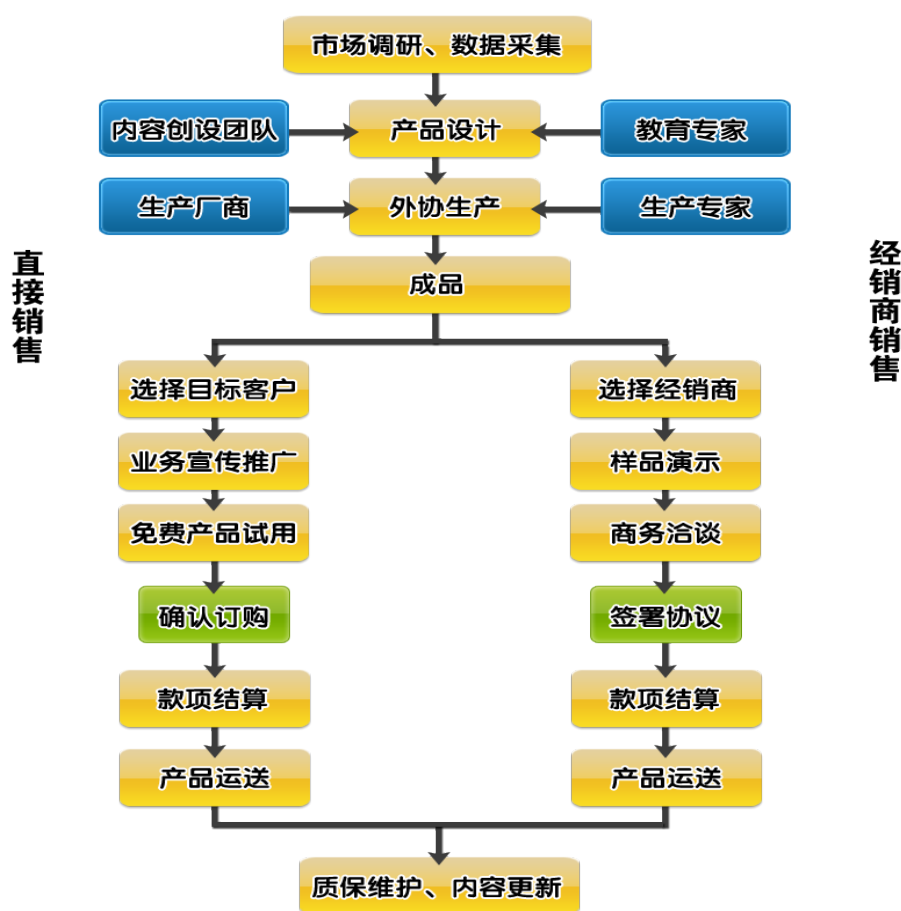 市场调研、数据采集
内容创设团队
产品设计
教育专家
生产厂商
外协生产
生产专家
直接销售
经销商销售
成品
选择目标客户
选择经销商
业务宣传推广
样品演示
免费产品试用
商务洽谈
确认订购
签署协议
款项结算
款项结算
产品运送
产品运送
质保维护、内容更新